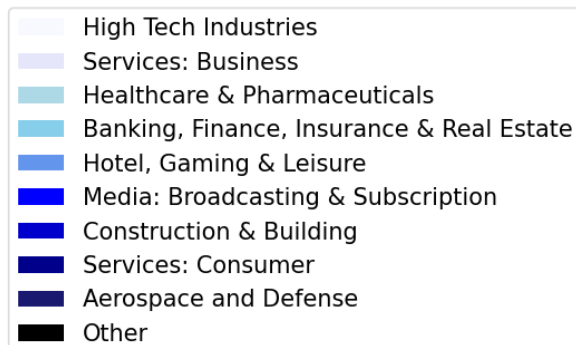 High Tech Industries
Services: Business
Healthcare & Pharmaceuticals
Banking, Finance, Insurance & Real Estate
Hotel, Gaming & Leisure
Media: Broadcasting & Subscription
Construction & Building
Services: Consumer
Aerospace and Defense
Other